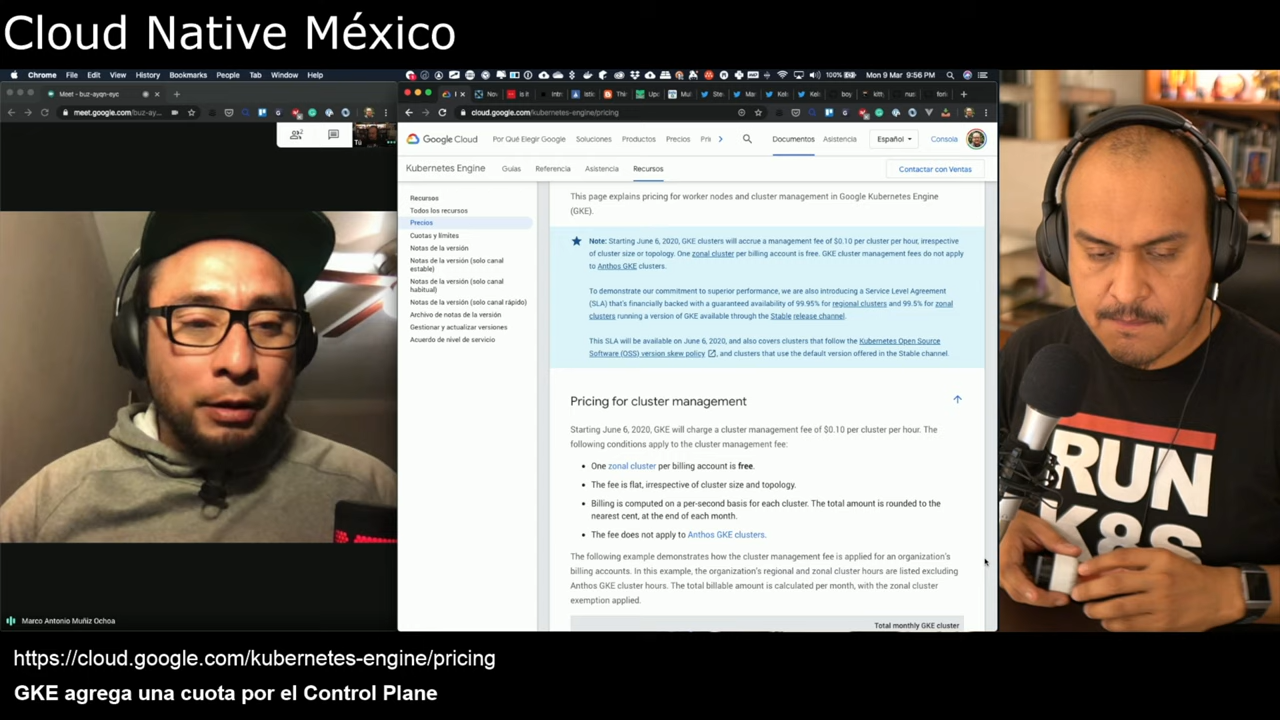 Cloud Native México
Chrome File Edit View History Bookmarks People Tab Window Help
100% Mon 9 Mar 9:56 PM
Meet – buz-ayqn-eyc
meet.google.com/buz-ay...
Tú
cloud.google.com/kubernetes-engine/pricing
Google Cloud Por Qué Elegir Google Soluciones Productos Precios Documentos Asistencia Español Consola
Kubernetes Engine Guías Referencia Asistencia Recursos Contactar con Ventas
Recursos
Todos los recursos
Precios
Cuotas y límites
Notas de la versión
Notas de la versión (solo canal
estable)
Notas de la versión (solo canal
habitual)
Notas de la versión (solo canal rápido)
Archivo de notas de la versión
Gestionar y actualizar versiones
Acuerdo de nivel de servicio
This page explains pricing for worker nodes and cluster management in Google Kubernetes Engine
(GKE).
Note: Starting June 6, 2020, GKE clusters will accrue a management fee of $0.10 per cluster per hour, irrespective
of cluster size or topology. One zonal cluster per billing account is free. GKE cluster management fees do not apply
to Anthos GKE clusters.
To demonstrate our commitment to superior performance, we are also introducing a Service Level Agreement
(SLA) that's financially backed with a guaranteed availability of 99.95% for regional clusters and 99.5% for zonal
clusters running a version of GKE available through the Stable release channel.
This SLA will be available on June 6, 2020, and also covers clusters that follow the Kubernetes Open Source
Software (OSS) version skew policy , and clusters that use the default version offered in the Stable channel.
Pricing for cluster management
Starting June 6, 2020, GKE will charge a cluster management fee of $0.10 per cluster per hour. The
following conditions apply to the cluster management fee:
• One zonal cluster per billing account is free.
• The fee is flat, irrespective of cluster size and topology.
• Billing is computed on a per-second basis for each cluster. The total amount is rounded to the
nearest cent, at the end of each month.
• The fee does not apply to Anthos GKE clusters.
The following example demonstrates how the cluster management fee is applied for an organization's
billing accounts. In this example, the organization's regional and zonal cluster hours are listed excluding
Anthos GKE cluster hours. The total billable amount is calculated per month, with the zonal cluster
exemption applied.
Total monthly GKE cluster
RUN
K8S
Marco Antonio Muñiz Ochoa
https://cloud.google.com/kubernetes-engine/pricing
GKE agrega una cuota por el Control Plane